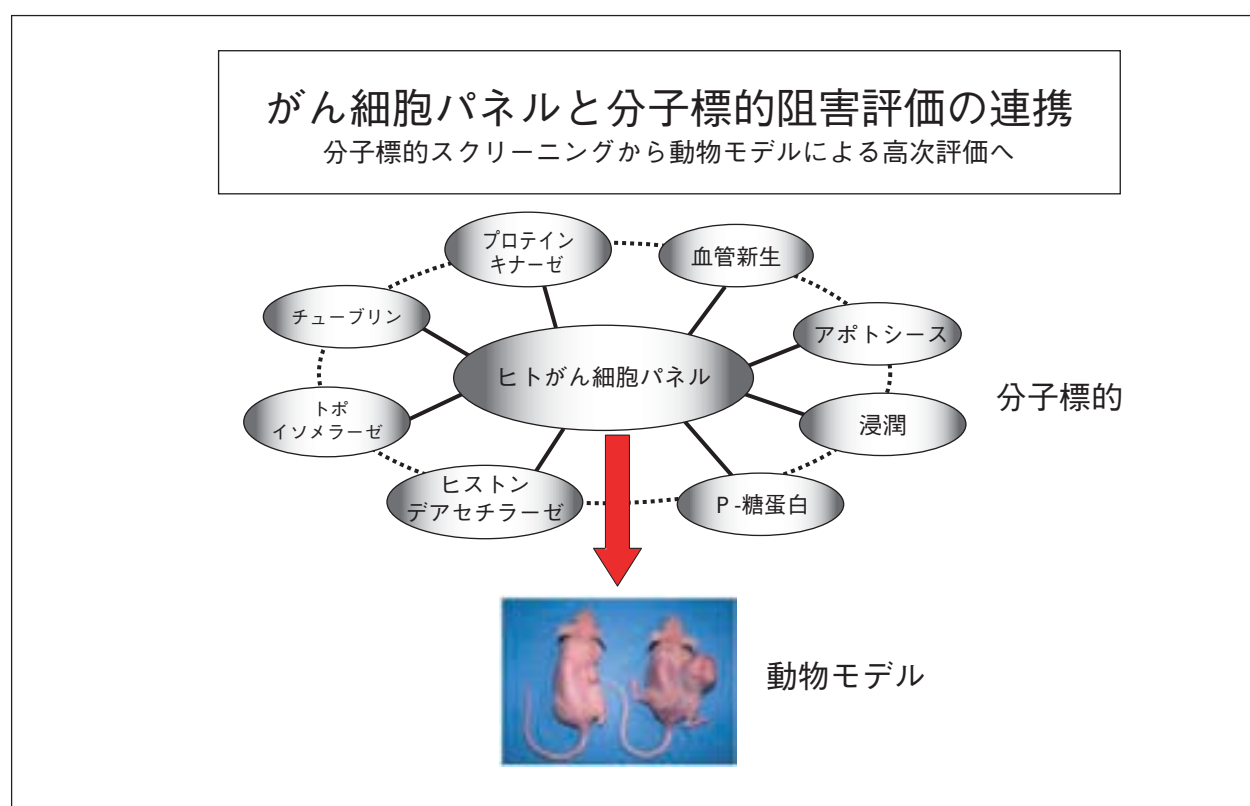 がん細胞パネルと分子標的阻害評価の連携
分子標的スクリーニングから動物モデルによる高次評価へ
プロテイン
キナーゼ
血管新生
チューブリン
アポトシース
ヒトがん細胞パネル
分子標的
トポ
イソメラーゼ
浸潤
ヒストン
デアセチラーゼ
P-糖蛋白
動物モデル